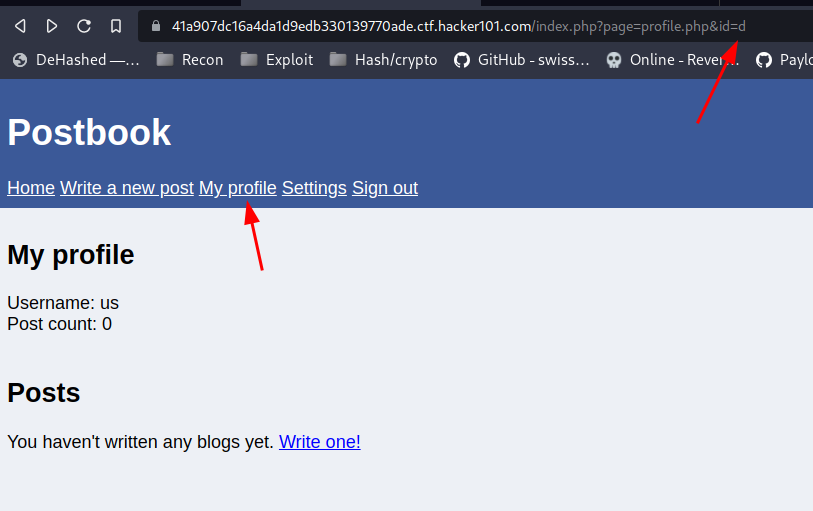 41a907dc16a4da1d9edb330139770ade.ctf.hacker101.com/index.php?page=profile.php&id=d
DeHashed —... Recon Exploit Hash/crypto GitHub - swiss... Online - Rever... Paylo
Postbook
Home Write a new post My profile Settings Sign out
My profile
Username: us
Post count: 0
Posts
You haven't written any blogs yet. Write one!